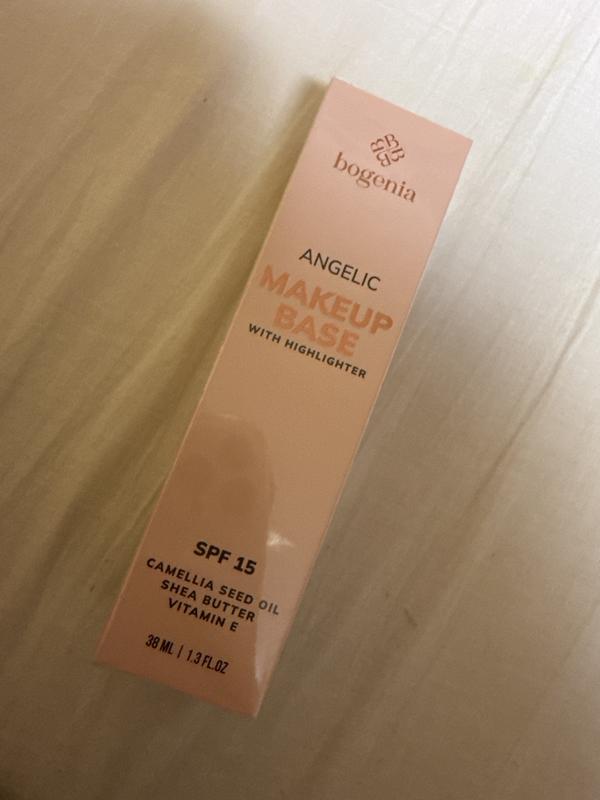 bogenia
ANGELIC
MAKEUP
BASE
WITH HIGHLIGHTER
SPF 15
CAMELLIA SEED OIL
SHEA BUTTER
VITAMIN E
38 ML | 1.3 FL.OZ